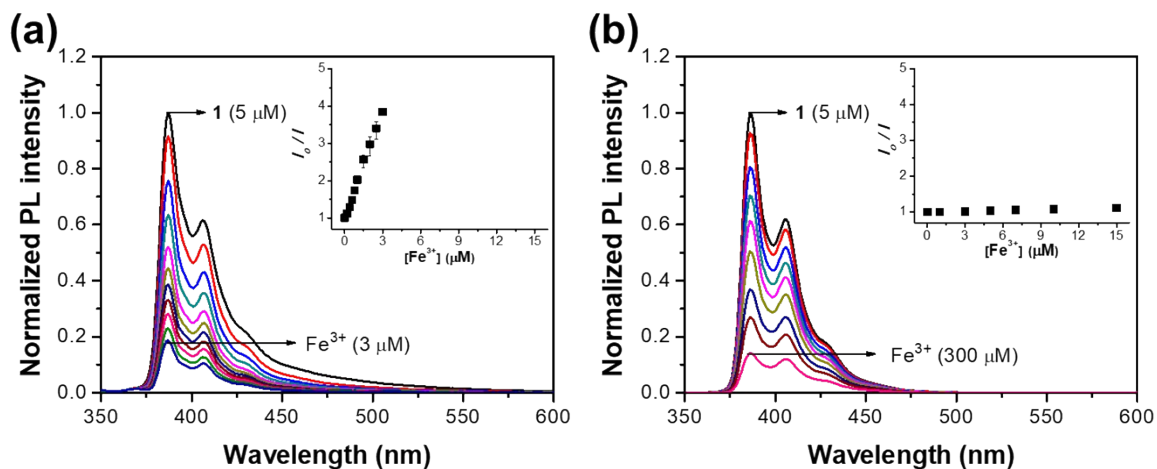 (a)
Normalized PL intensity
1.2
1.0
0.8
0.6
0.4
0.2
0.0
350 400 450 500 550 600
Wavelength (nm)
1 (5 μM)
Fe³⁺ (3 μM)
I₀ / I
5
4
3
2
1
0 3 6 9 12 15
[Fe³⁺] (μM)
(b)
Normalized PL intensity
1.2
1.0
0.8
0.6
0.4
0.2
0.0
350 400 450 500 550 600
Wavelength (nm)
1 (5 μM)
Fe³⁺ (300 μM)
I₀ / I
5
4
3
2
1
0 3 6 9 12 15
[Fe³⁺] (μM)